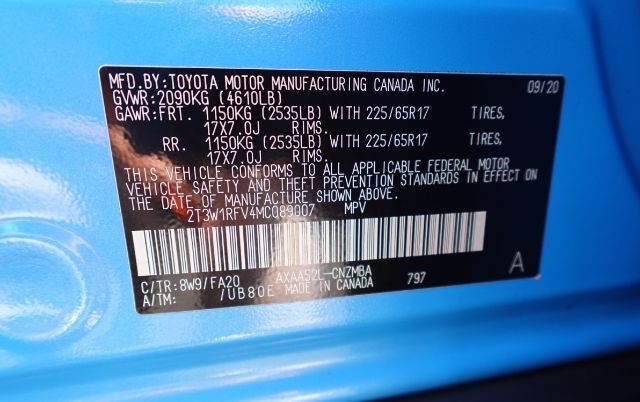 MFD.BY:TOYOTA MOTOR MANUFACTURING CANADA INC. 09/20
GVWR:2090KG (4610LB)
GAWR:FRT. 1150KG (2535LB) WITH 225/65R17 TIRES,
17X7.0J RIMS.
RR. 1150KG (2535LB) WITH 225/65R17 TIRES,
17X7.0J RIMS.
THIS VEHICLE CONFORMS TO ALL APPLICABLE FEDERAL MOTOR
VEHICLE SAFETY AND THEFT PREVENTION STANDARDS IN EFFECT ON
THE DATE OF MANUFACTURE SHOWN ABOVE.
2T3W1RFV4MC089007 MPV
C/TR:8W9/FA20 AXAA52L-CNZMBA 797 A
A/TM: /UB80E MADE IN CANADA